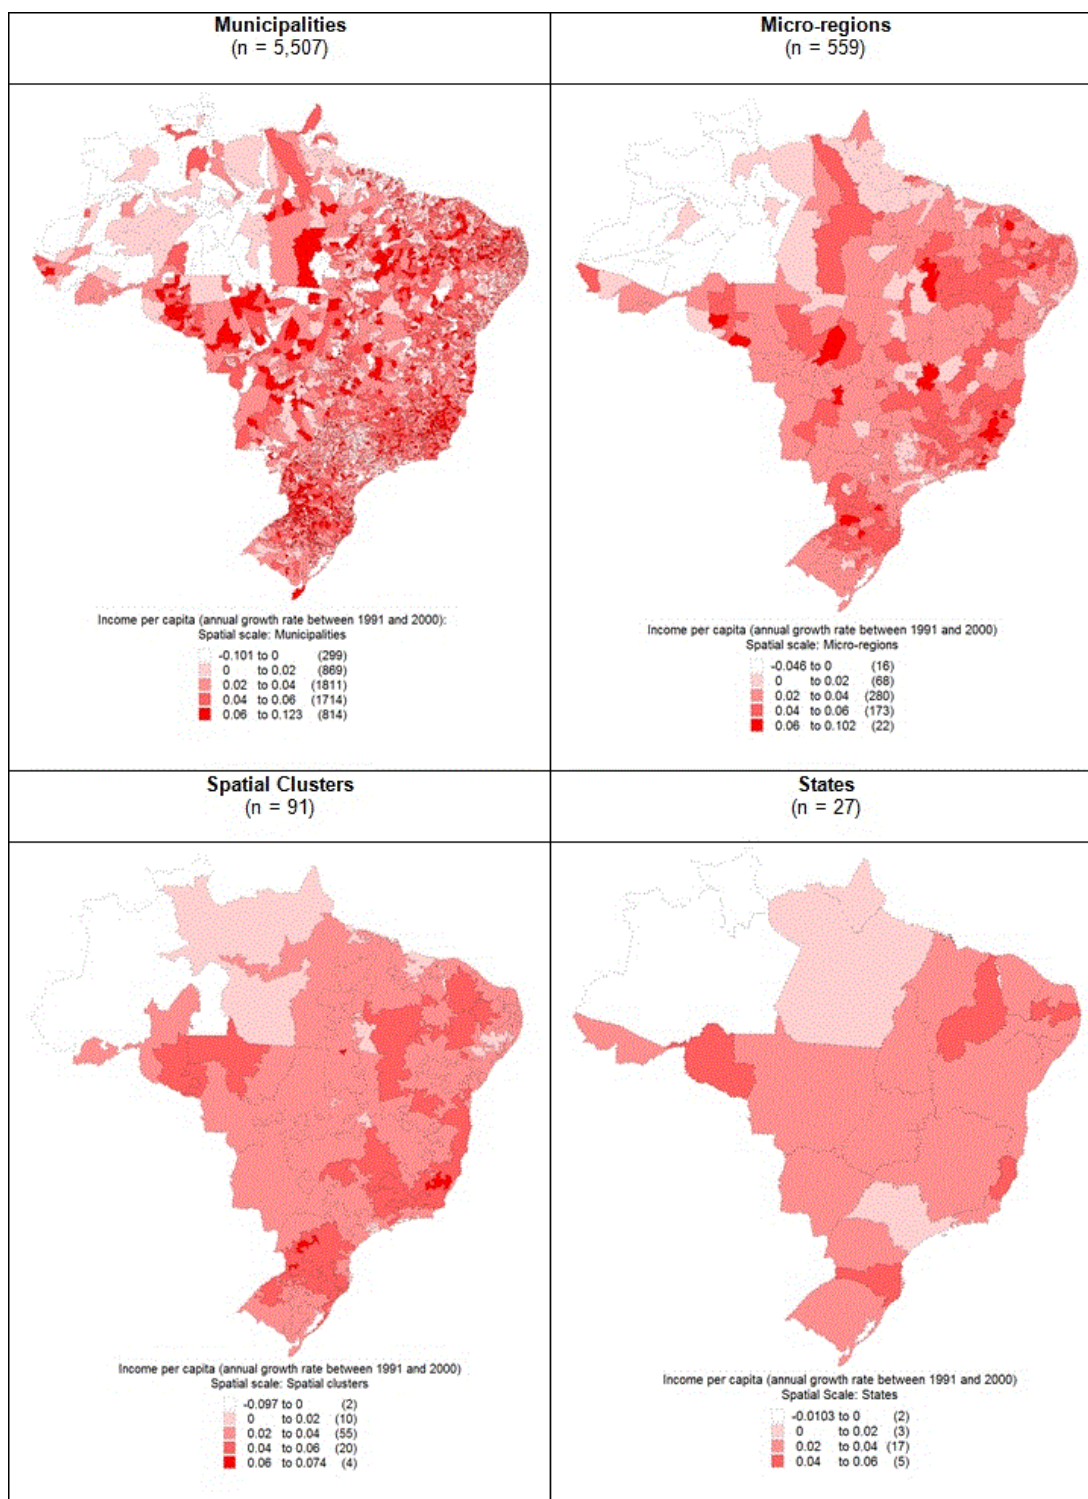 Municipalities
(n = 5,507)
Micro-regions
(n = 559)
Income per capita (annual growth rate between 1991 and 2000):
Spatial scale: Municipalities
-0.101 to 0 (299)
0 to 0.02 (869)
0.02 to 0.04 (1811)
0.04 to 0.06 (1714)
0.06 to 0.123 (814)
Income per capita (annual growth rate between 1991 and 2000)
Spatial scale: Micro-regions
-0.046 to 0 (16)
0 to 0.02 (68)
0.02 to 0.04 (280)
0.04 to 0.06 (173)
0.06 to 0.102 (22)
Spatial Clusters
(n = 91)
States
(n = 27)
Income per capita (annual growth rate between 1991 and 2000)
Spatial scale: Spatial clusters
-0.097 to 0 (2)
0 to 0.02 (10)
0.02 to 0.04 (55)
0.04 to 0.06 (20)
0.06 to 0.074 (4)
Income per capita (annual growth rate between 1991 and 2000)
Spatial Scale: States
-0.0103 to 0 (2)
0 to 0.02 (3)
0.02 to 0.04 (17)
0.04 to 0.06 (5)